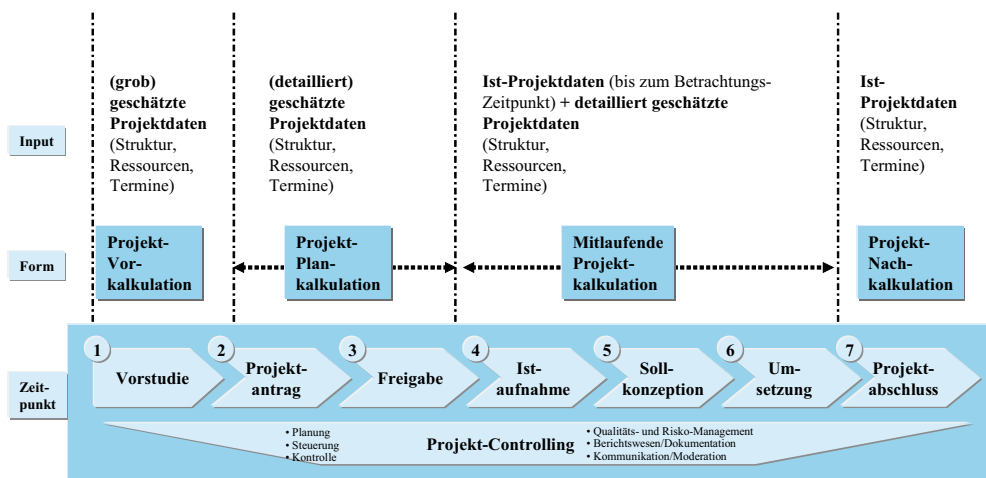 Input
(grob)
geschätzte
Projektdaten
(Struktur,
Ressourcen,
Termine)
(detailliert)
geschätzte
Projektdaten
(Struktur,
Ressourcen,
Termine)
Ist-Projektdaten (bis zum Betrachtungs-
Zeitpunkt) + detailliert geschätzte
Projektdaten
(Struktur,
Ressourcen,
Termine)
Ist-
Projektdaten
(Struktur,
Ressourcen,
Termine)
Form
Projekt-
Vor-
kalkulation
Projekt-
Plan-
kalkulation
Mitlaufende
Projekt-
kalkulation
Projekt-
Nach-
kalkulation
Zeit-
punkt
1
Vorstudie
2
Projekt-
antrag
3
Freigabe
4
Ist-
aufnahme
5
Soll-
konzeption
6
Um-
setzung
7
Projekt-
abschluss
• Planung
• Steuerung
• Kontrolle
Projekt-Controlling
• Qualitäts- und Risko-Management
• Berichtswesen/Dokumentation
• Kommunikation/Moderation